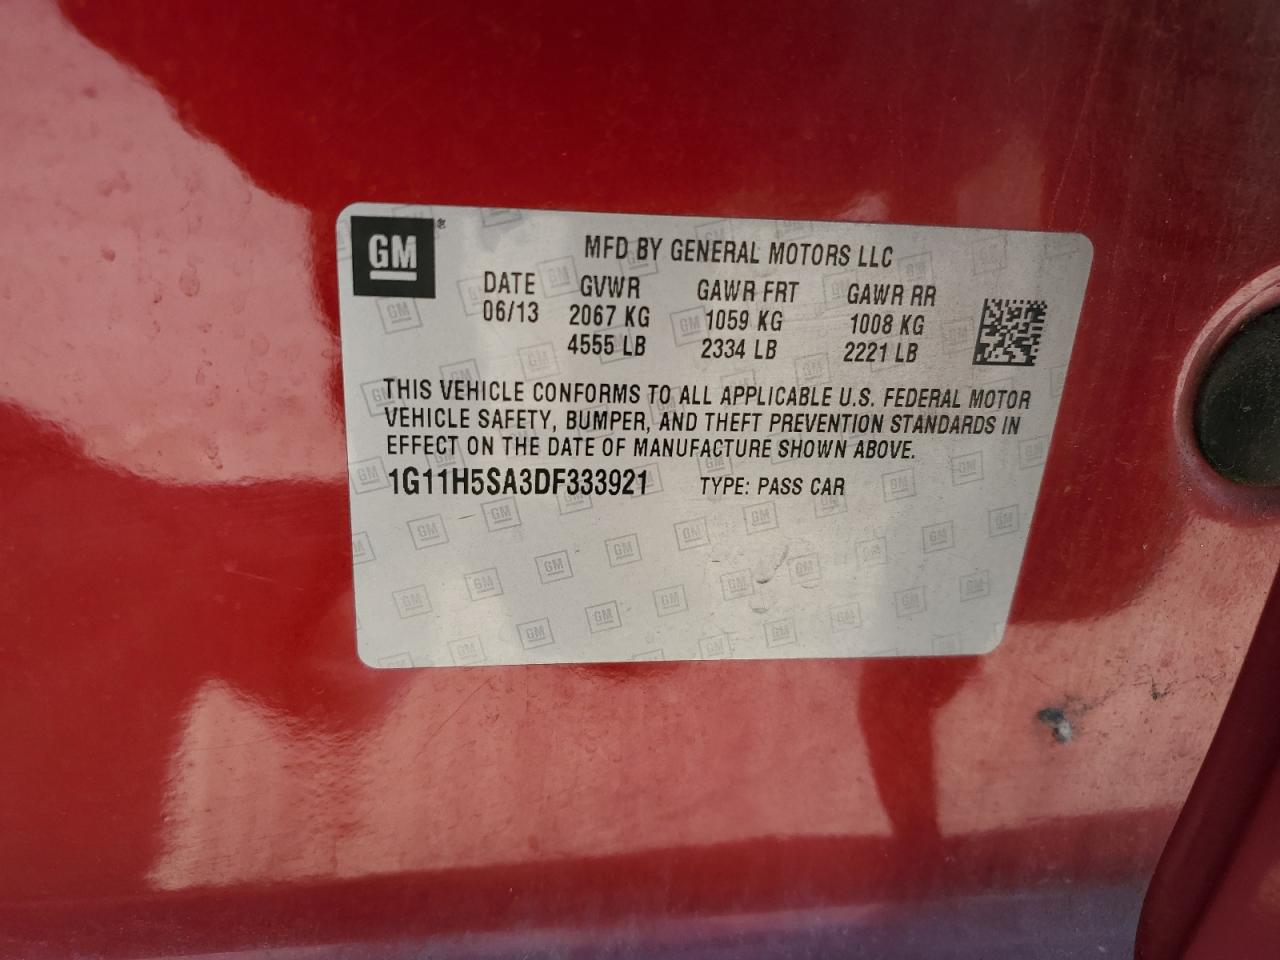 GM
MFD BY GENERAL MOTORS LLC
DATE GVWR GAWR FRT GAWR RR
06/13 2067 KG 1059 KG 1008 KG
4555 LB 2334 LB 2221 LB
THIS VEHICLE CONFORMS TO ALL APPLICABLE U.S. FEDERAL MOTOR
VEHICLE SAFETY, BUMPER, AND THEFT PREVENTION STANDARDS IN
EFFECT ON THE DATE OF MANUFACTURE SHOWN ABOVE.
1G11H5SA3DF333921 TYPE: PASS CAR